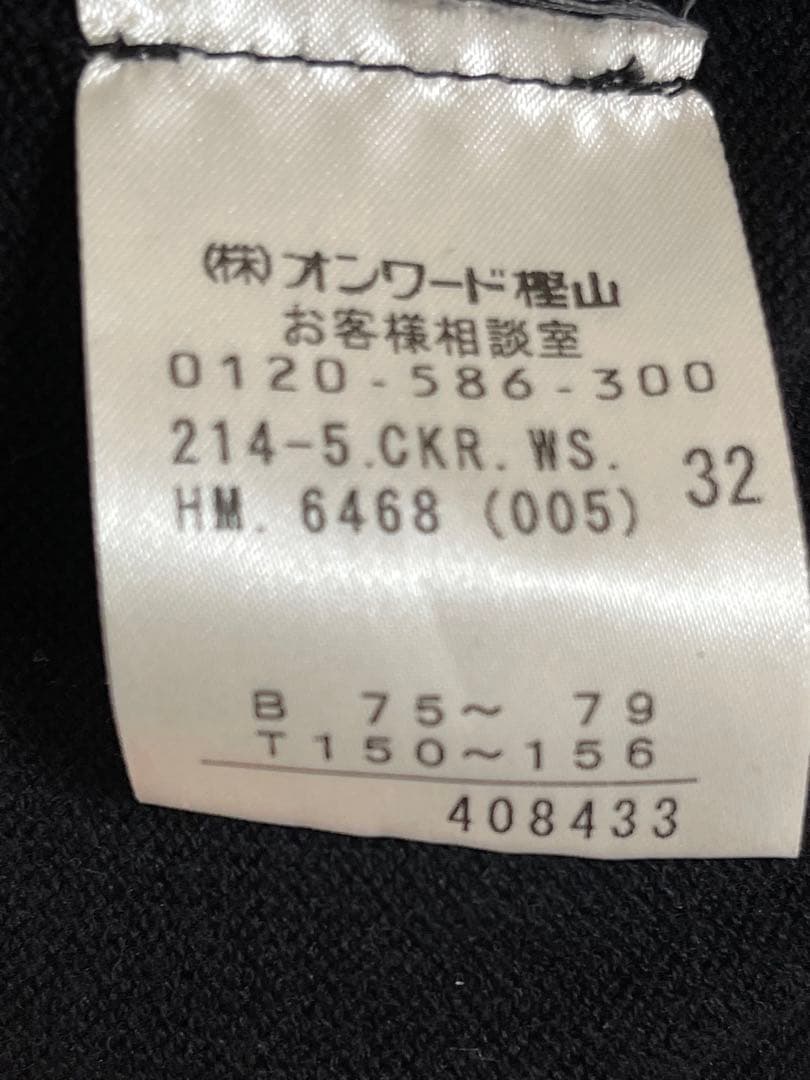 (株)オンワード樫山
お客様相談室
0120-586-300
214-5.CKR.WS.
HM. 6468 (005) 32
B 75~ 79
T150~156
408433